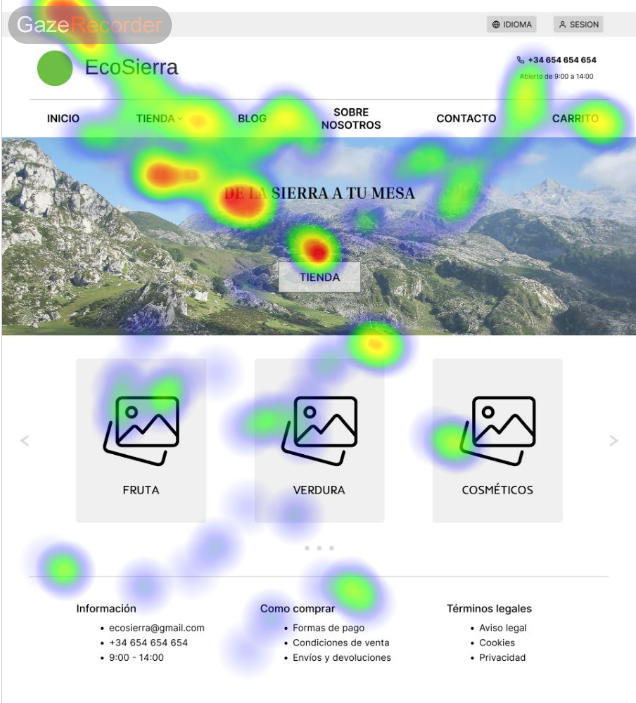 GazeRecorder
IDIOMA
SESION
EcoSierra
+34 654 654 654
Abierto de 9:00 a 14:00
INICIO
TIENDA
BLOG
SOBRE
NOSOTROS
CONTACTO
CARRITO
DE LA SIERRA A TU MESA
TIENDA
FRUTA
VERDURA
COSMÉTICOS
Información
• ecosierra@gmail.com
• +34 654 654 654
• 9:00 - 14:00
Como comprar
• Formas de pago
• Condiciones de venta
• Envíos y devoluciones
Términos legales
• Aviso legal
• Cookies
• Privacidad